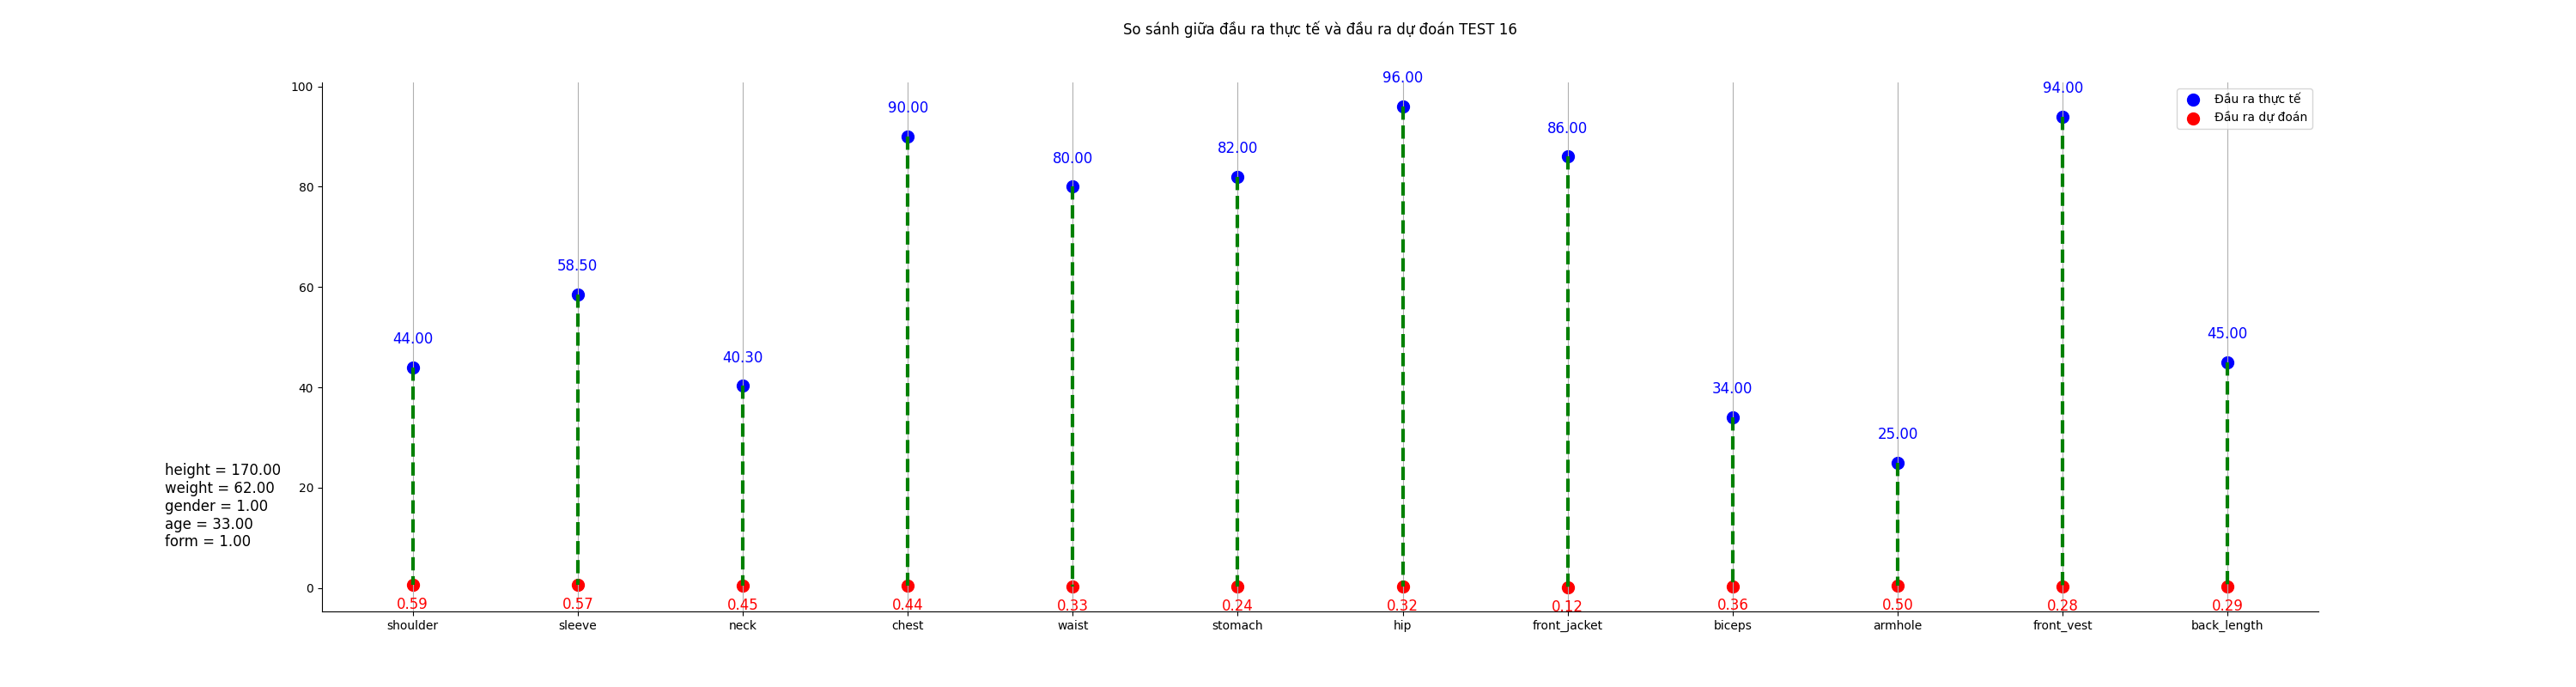 So sánh giữa đầu ra thực tế và đầu ra dự đoán TEST 16
Đầu ra thực tế
Đầu ra dự đoán
100
80
60
40
20
0
44.00
58.50
40.30
90.00
80.00
82.00
96.00
86.00
34.00
25.00
94.00
45.00
height = 170.00
weight = 62.00
gender = 1.00
age = 33.00
form = 1.00
0.59
0.57
0.45
0.44
0.33
0.24
0.32
0.12
0.36
0.50
0.28
0.29
shoulder
sleeve
neck
chest
waist
stomach
hip
front_jacket
biceps
armhole
front_vest
back_length